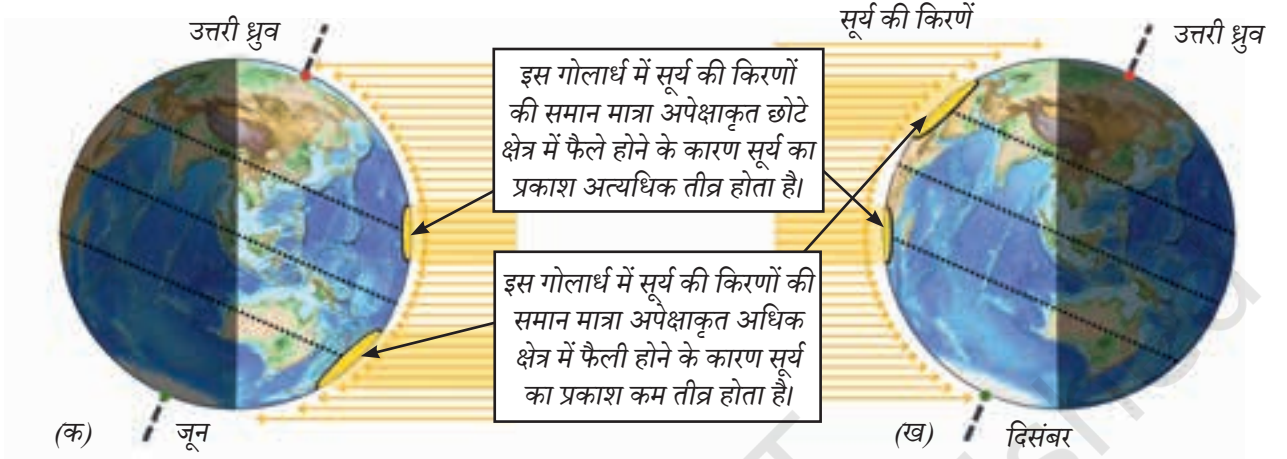 उत्तरी ध्रुव
सूर्य की किरणें
उत्तरी ध्रुव
इस गोलार्ध में सूर्य की किरणों
की समान मात्रा अपेक्षाकृत छोटे
क्षेत्र में फैले होने के कारण सूर्य का
प्रकाश अत्यधिक तीव्र होता है।
इस गोलार्ध में सूर्य की किरणों की
समान मात्रा अपेक्षाकृत अधिक
क्षेत्र में फैली होने के कारण सूर्य
का प्रकाश कम तीव्र होता है।
(क) जून
(ख) दिसंबर